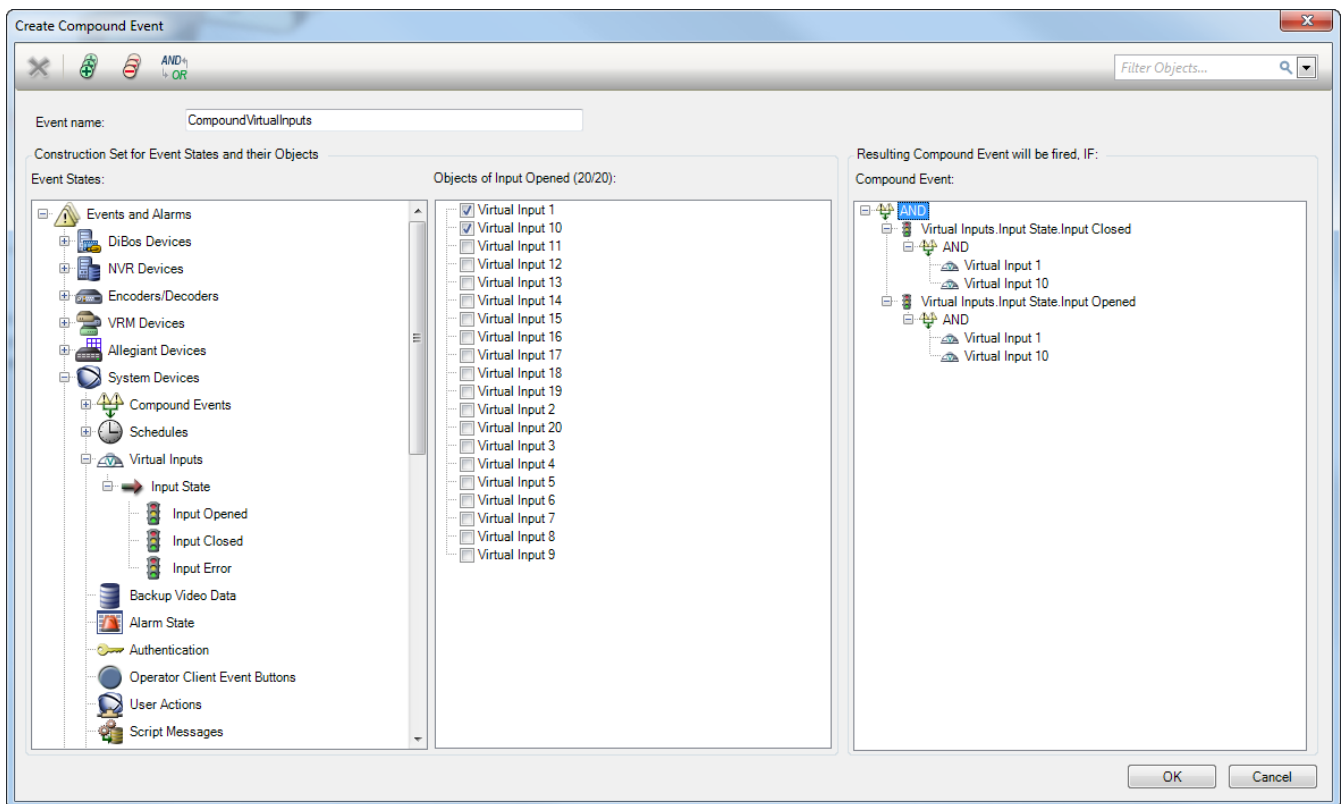 Create Compound Event
AND
OR
Filter Objects...
Event name:
CompoundVirtualInputs
Construction Set for Event States and their Objects
Event States:
Events and Alarms
DiBos Devices
NVR Devices
Encoders/Decoders
VRM Devices
Allegiant Devices
System Devices
Compound Events
Schedules
Virtual Inputs
Input State
Input Opened
Input Closed
Input Error
Backup Video Data
Alarm State
Authentication
Operator Client Event Buttons
User Actions
Script Messages
Objects of Input Opened (20/20):
Virtual Input 1
Virtual Input 10
Virtual Input 11
Virtual Input 12
Virtual Input 13
Virtual Input 14
Virtual Input 15
Virtual Input 16
Virtual Input 17
Virtual Input 18
Virtual Input 19
Virtual Input 2
Virtual Input 20
Virtual Input 3
Virtual Input 4
Virtual Input 5
Virtual Input 6
Virtual Input 7
Virtual Input 8
Virtual Input 9
Resulting Compound Event will be fired, IF:
Compound Event:
AND
Virtual Inputs.Input State.Input Closed
AND
Virtual Input 1
Virtual Input 10
Virtual Inputs.Input State.Input Opened
AND
Virtual Input 1
Virtual Input 10
OK
Cancel